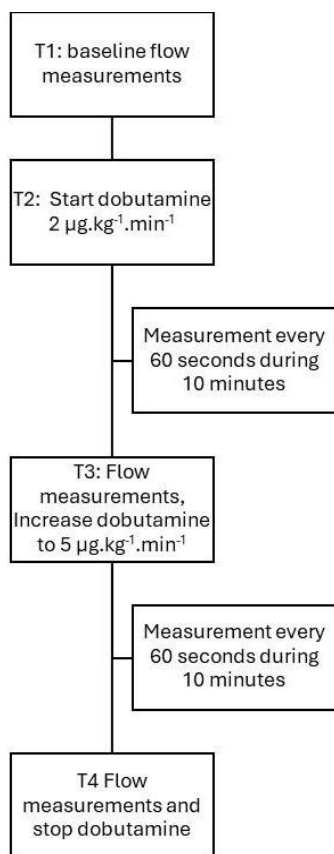 T1: baseline flow
measurements
T2:  Start dobutamine
2 µg.kg⁻¹.min⁻¹
Measurement every
60 seconds during
10 minutes
T3: Flow
measurements,
Increase dobutamine
to 5 µg.kg⁻¹.min⁻¹
Measurement every
60 seconds during
10 minutes
T4 Flow
measurements and
stop dobutamine